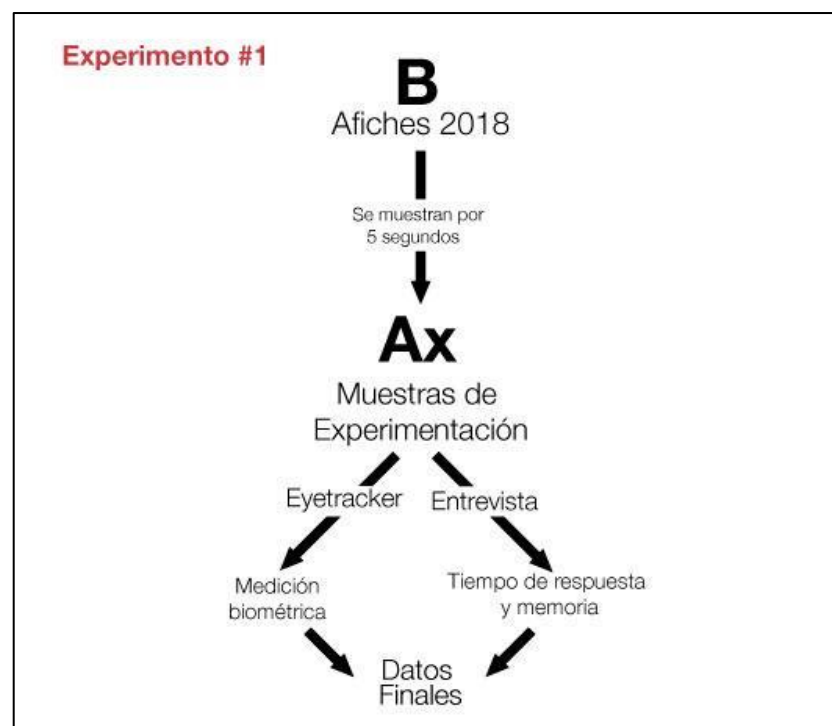 Experimento #1
B
Afiches 2018
Se muestran por
5 segundos
Ax
Muestras de
Experimentación
Eyetracker
Entrevista
Medición
biométrica
Tiempo de respuesta
y memoria
Datos
Finales